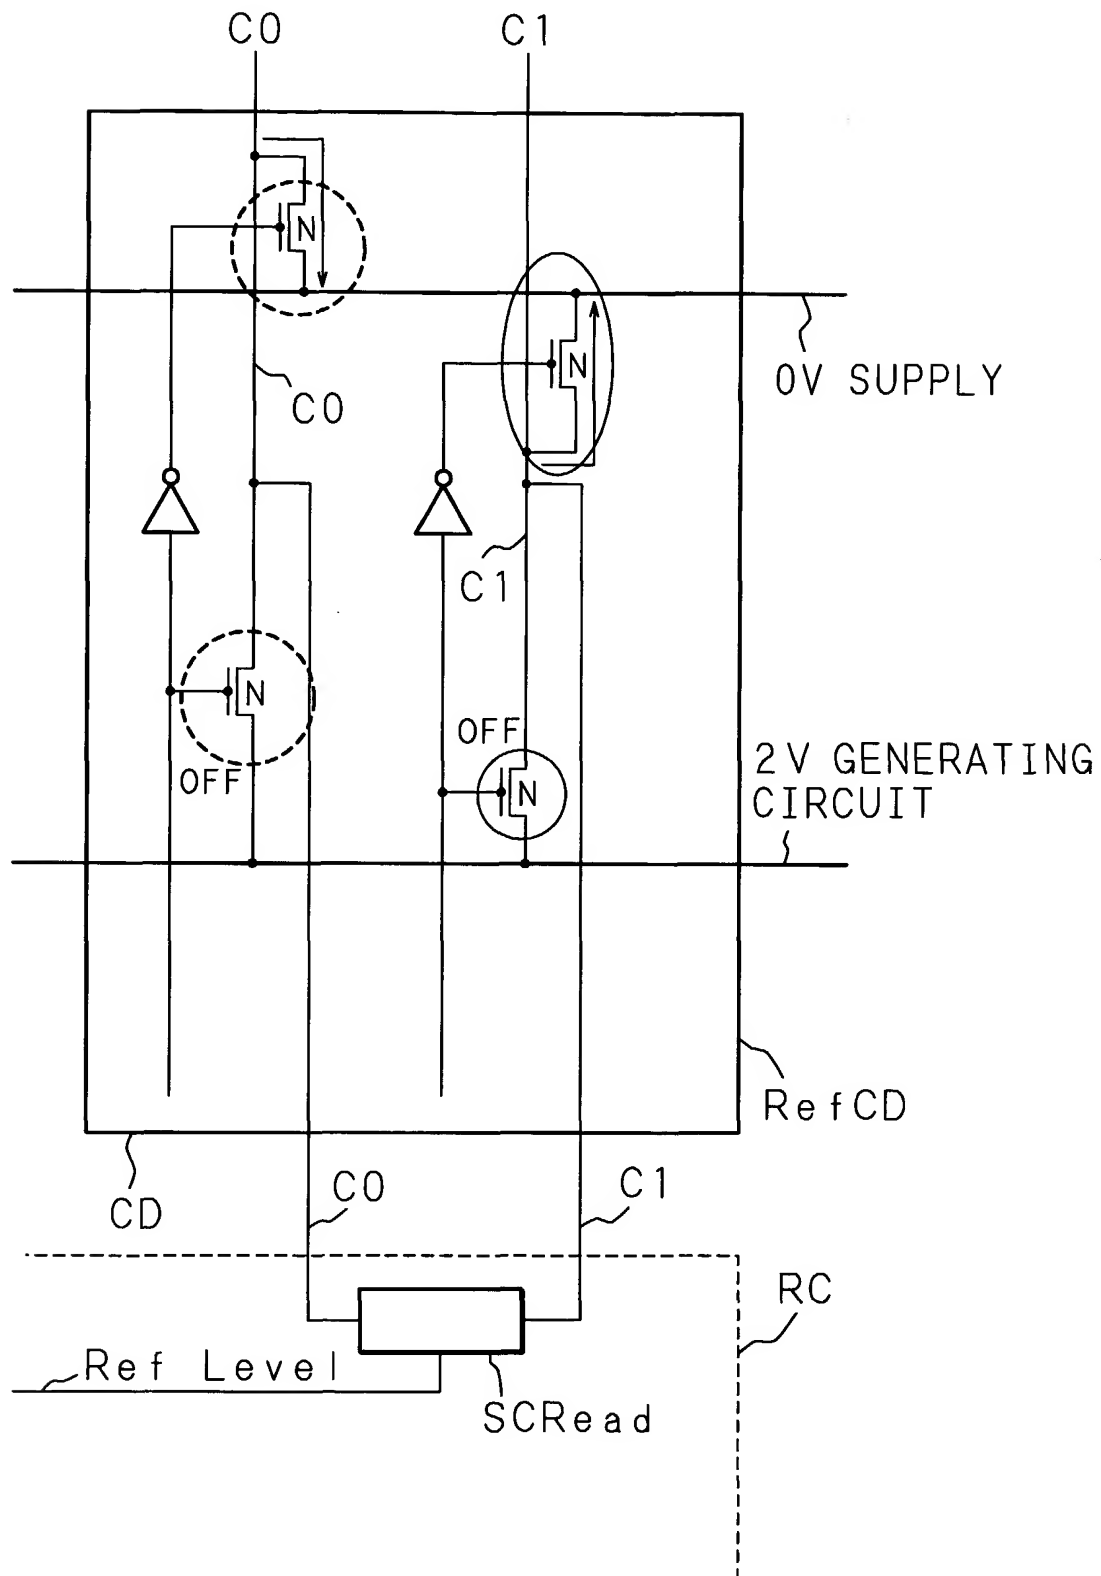 C0
C1
N
N
0V SUPPLY
C0
C1
N
OFF
OFF
N
2V GENERATING
CIRCUIT
RefCD
CD
C0
C1
RC
Ref Level
SCRead